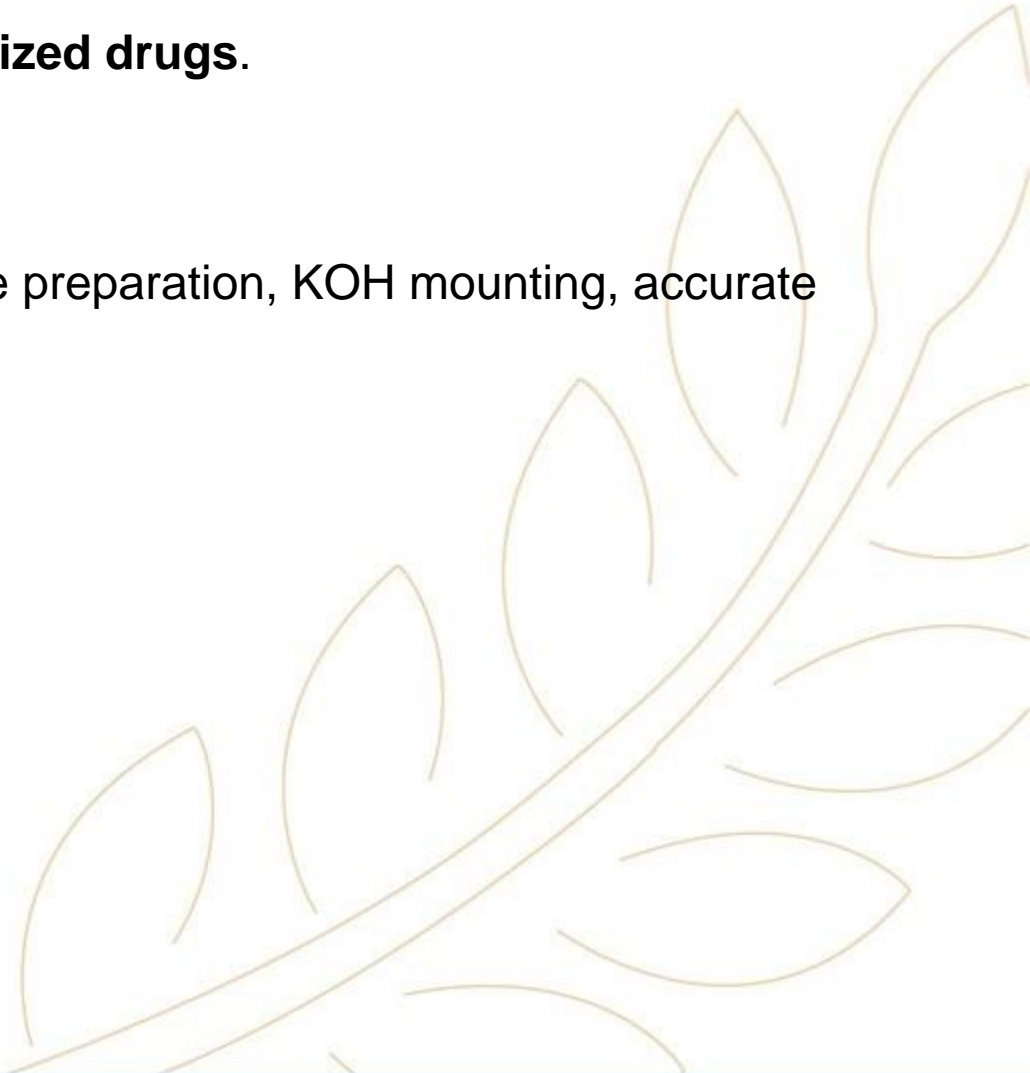 ized drugs.
e preparation, KOH mounting, accurate